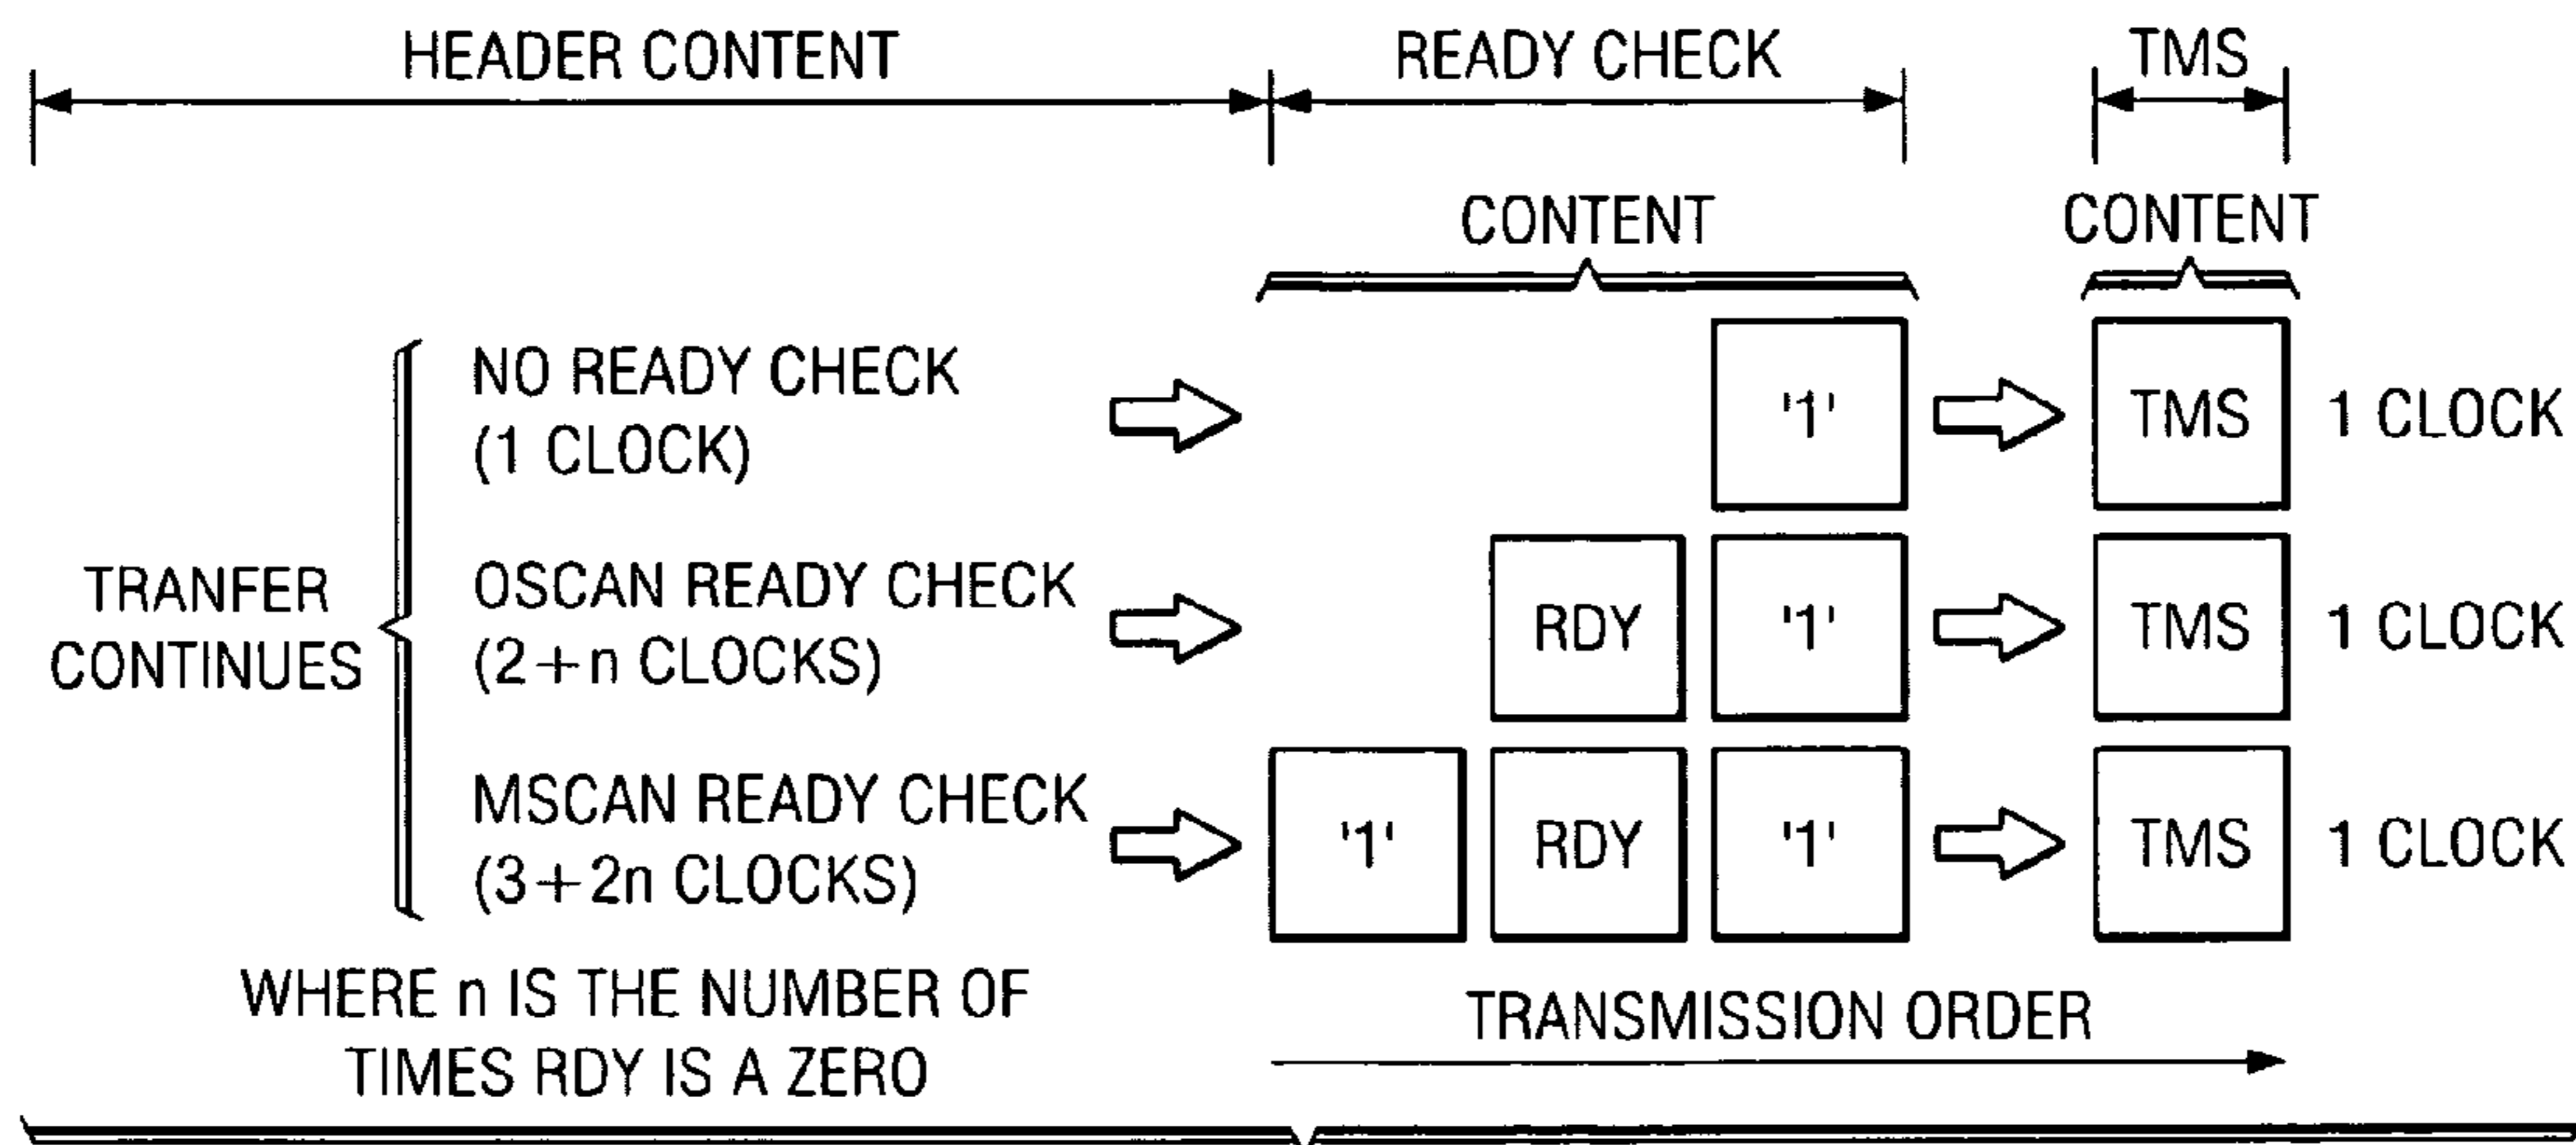 HEADER CONTENT READY CHECK TMS
CONTENT CONTENT
NO READY CHECK
(1 CLOCK)
'1' TMS 1 CLOCK
TRANFER
CONTINUES
OSCAN READY CHECK
(2+n CLOCKS)
RDY '1' TMS 1 CLOCK
MSCAN READY CHECK
(3+2n CLOCKS)
'1' RDY '1' TMS 1 CLOCK
WHERE n IS THE NUMBER OF
TIMES RDY IS A ZERO
TRANSMISSION ORDER